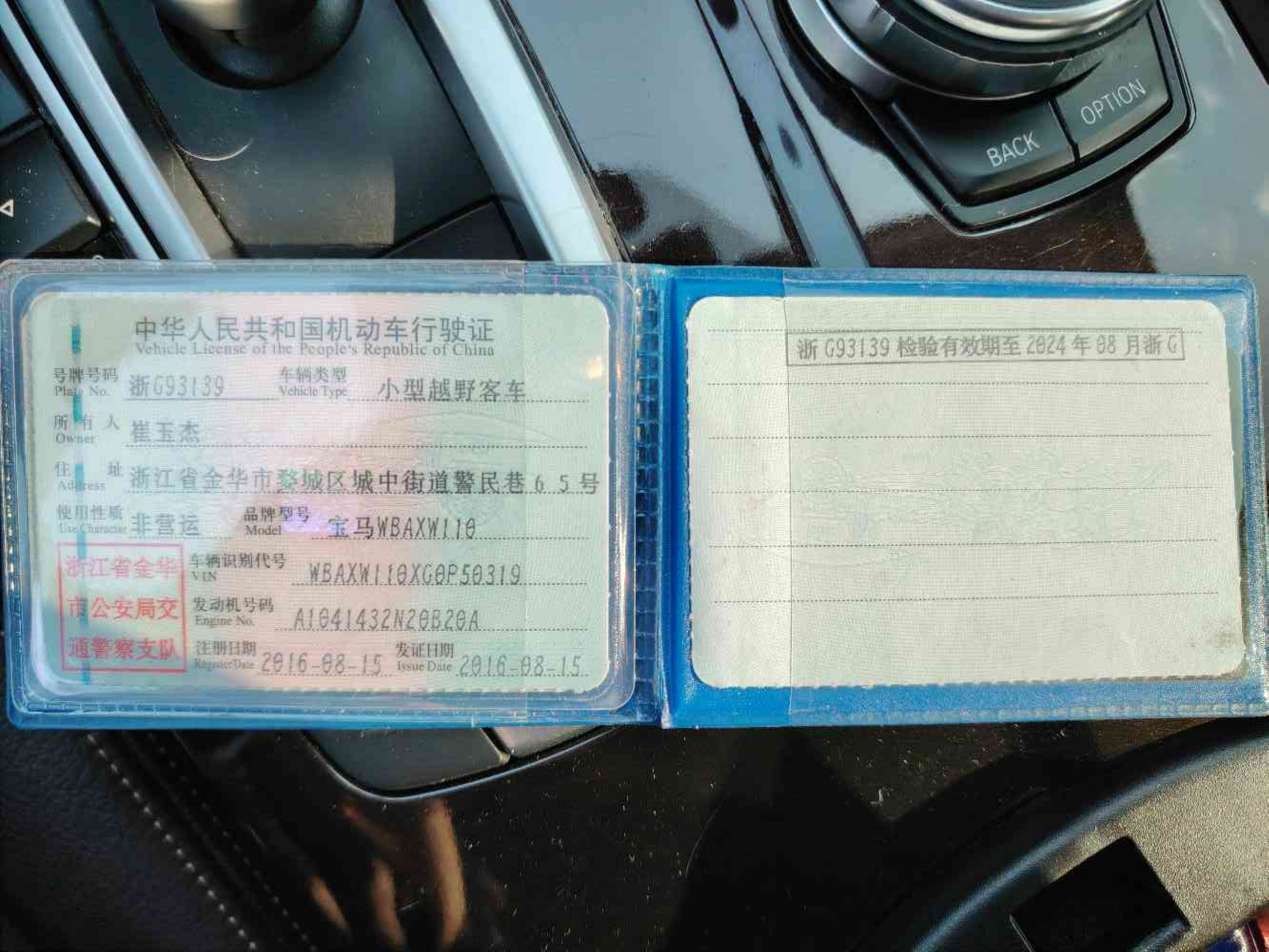 BACK
OPTION
中华人民共和国机动车行驶证
Vehicle License of the People's Republic of China
号牌号码 浙G93139 车辆类型 小型越野客车
Plate No. Vehicle Type
所有人 崔玉杰
Owner
住址 浙江省金华市婺城区城中街道警民巷65号
Address
使用性质 非营运 品牌型号 宝马WBAXW110
Use Character Model
浙江省金华
市公安局交
通警察支队
车辆识别代号 WBAXW110XG0P50319
VIN
发动机号码 A1041432N20B20A
Engine No.
注册日期 2016-08-15 发证日期 2016-08-15
Register Date Issue Date
浙G93139检验有效期至2024年08月浙G